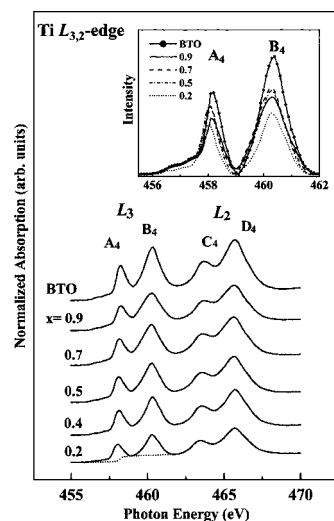 Ti L3,2-edge
BTO
0.9
0.7
0.5
0.2
A4
B4
Intensity
456
458
460
462
L3
L2
A4
B4
C4
D4
BTO
x= 0.9
0.7
0.5
0.4
0.2
Normalized Absorption (arb. units)
455
460
465
470
Photon Energy (eV)